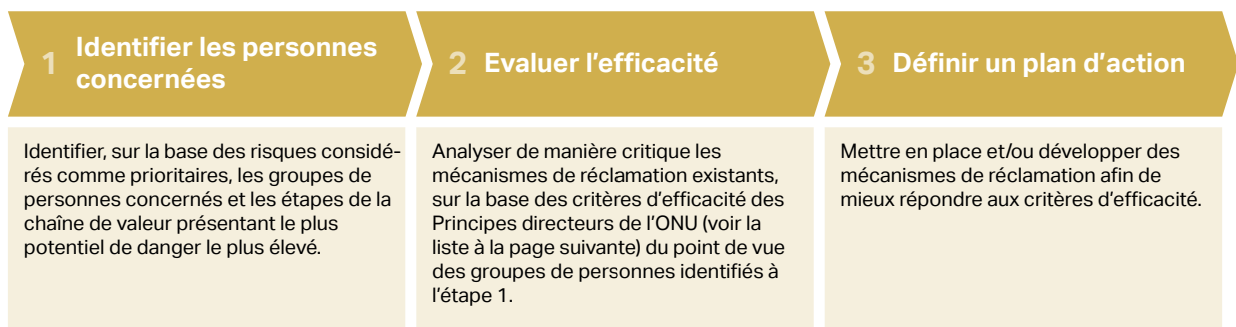 1 Identifier les personnes
concernées
Identifier, sur la base des risques considé-
rés comme prioritaires, les groupes de
personnes concernés et les étapes de la
chaîne de valeur présentant le plus
potentiel de danger le plus élevé.
2 Evaluer l’efficacité
Analyser de manière critique les
mécanismes de réclamation existants,
sur la base des critères d’efficacité des
Principes directeurs de l’ONU (voir la
liste à la page suivante) du point de vue
des groupes de personnes identifiés à
l’étape 1.
3 Définir un plan d’action
Mettre en place et/ou développer des
mécanismes de réclamation afin de
mieux répondre aux critères d’efficacité.